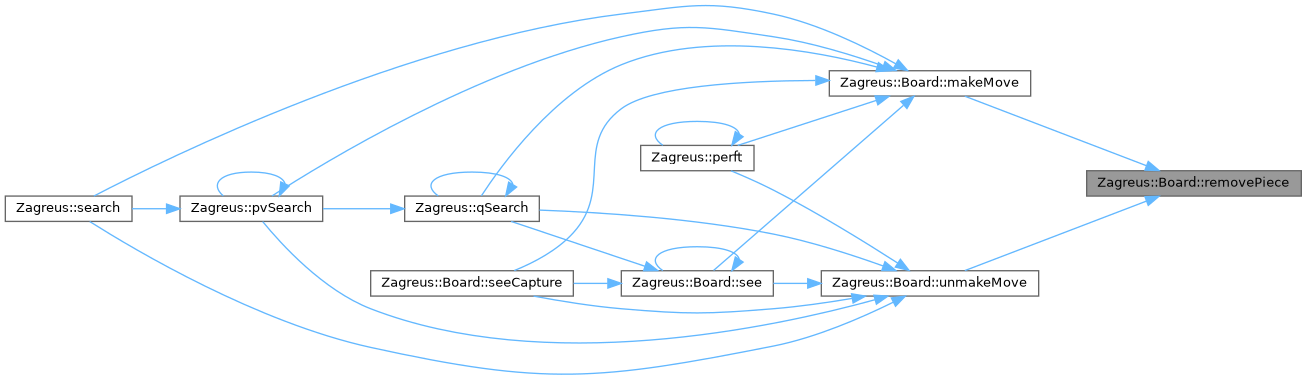 Zagreus::Board::makeMove
Zagreus::perft
Zagreus::Board::removePiece
Zagreus::search
Zagreus::pvSearch
Zagreus::qSearch
Zagreus::Board::seeCapture
Zagreus::Board::see
Zagreus::Board::unmakeMove